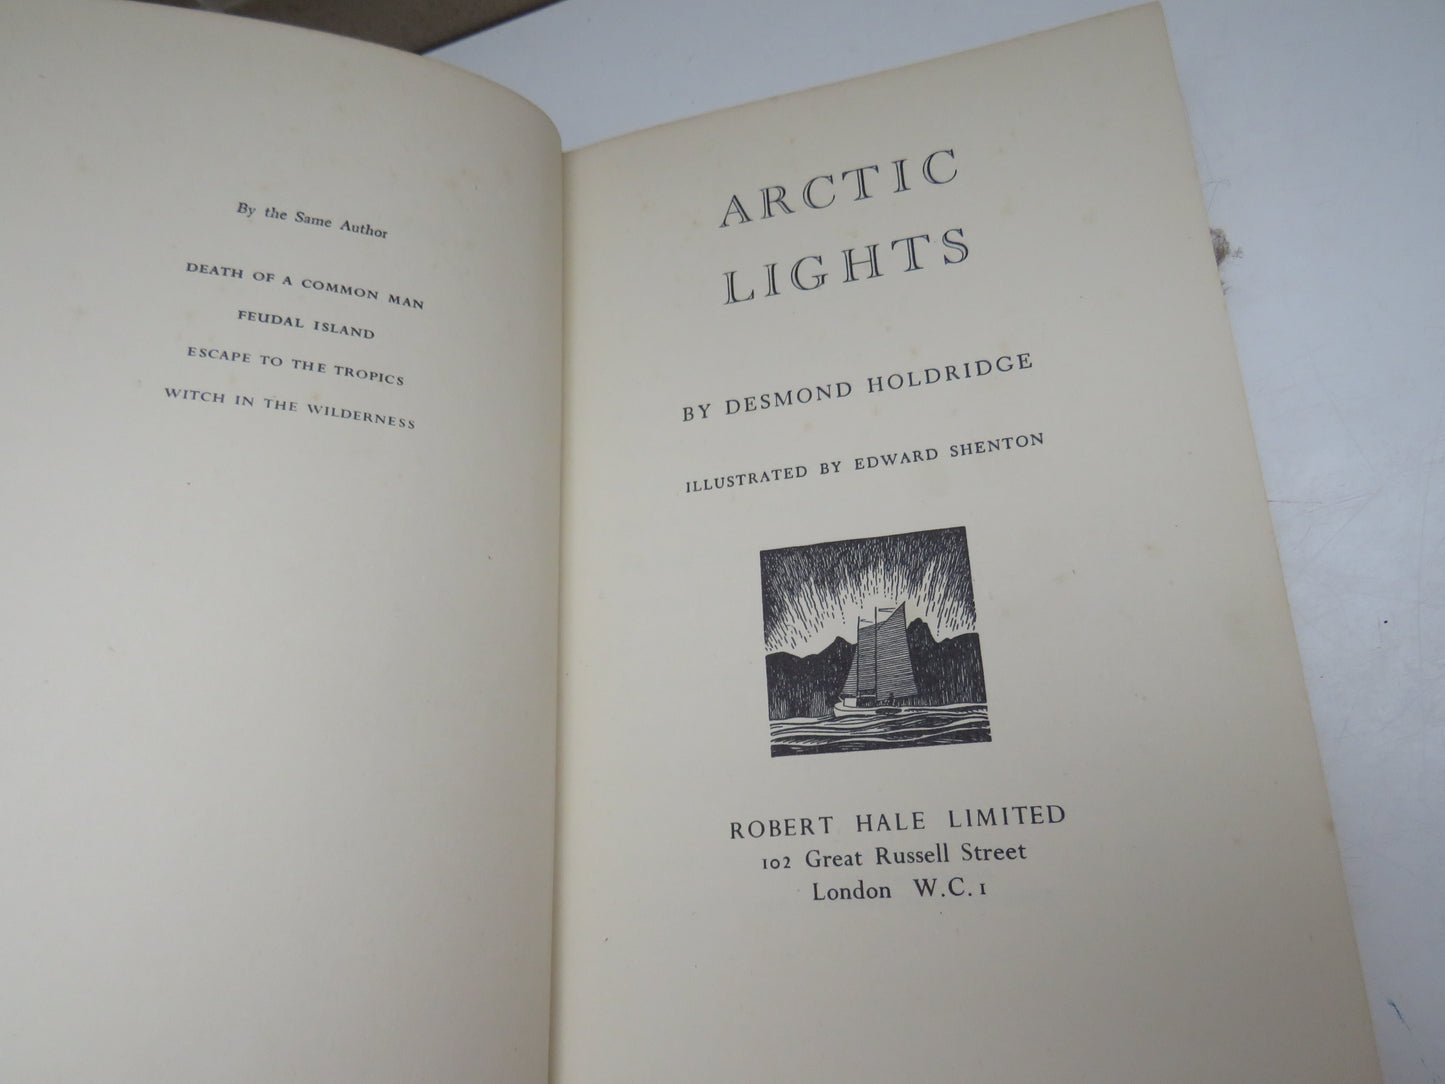 By the Same Author
DEATH OF A COMMON MAN
FEUDAL ISLAND
ESCAPE TO THE TROPICS
WITCH IN THE WILDERNESS
ARCTIC
LIGHTS
BY DESMOND HOLDRIDGE
ILLUSTRATED BY EDWARD SHENTON
ROBERT HALE LIMITED
102 Great Russell Street
London W.C.1